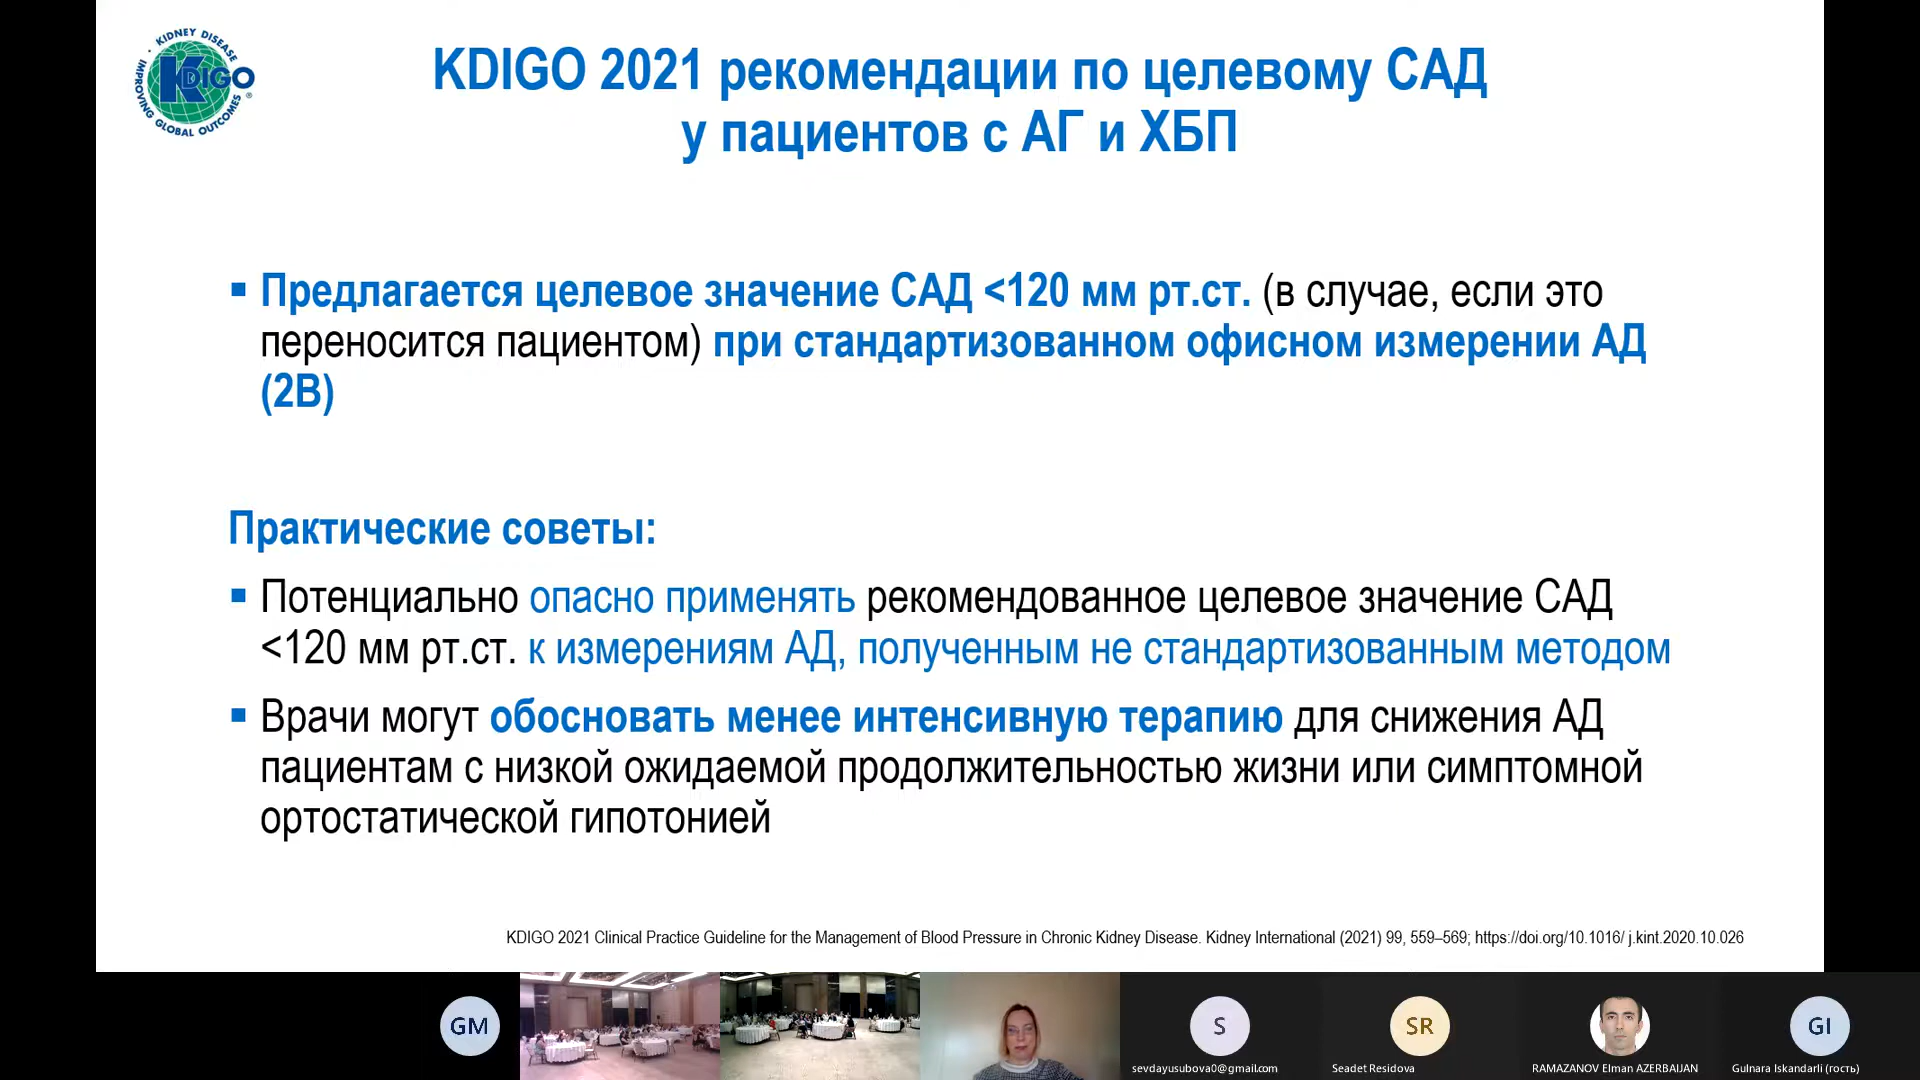 KIDNEY DISEASE
KDIGO
IMPROVING GLOBAL OUTCOMES
®
KDIGO 2021 рекомендации по целевому САД
у пациентов с АГ и ХБП
▪ Предлагается целевое значение САД <120 мм рт.ст. (в случае, если это
переносится пациентом) при стандартизованном офисном измерении АД
(2В)
Практические советы:
▪ Потенциально опасно применять рекомендованное целевое значение САД
<120 мм рт.ст. к измерениям АД, полученным не стандартизованным методом
▪ Врачи могут обосновать менее интенсивную терапию для снижения АД
пациентам с низкой ожидаемой продолжительностью жизни или симптомной
ортостатической гипотонией
KDIGO 2021 Clinical Practice Guideline for the Management of Blood Pressure in Chronic Kidney Disease. Kidney International (2021) 99, 559–569; https://doi.org/10.1016/ j.kint.2020.10.026
GM
S
SR
GI
sevdayusubova0@gmail.com
Seadet Residova
RAMAZANOV Elman AZERBAIJAN
Gulnara Iskandarli (гость)